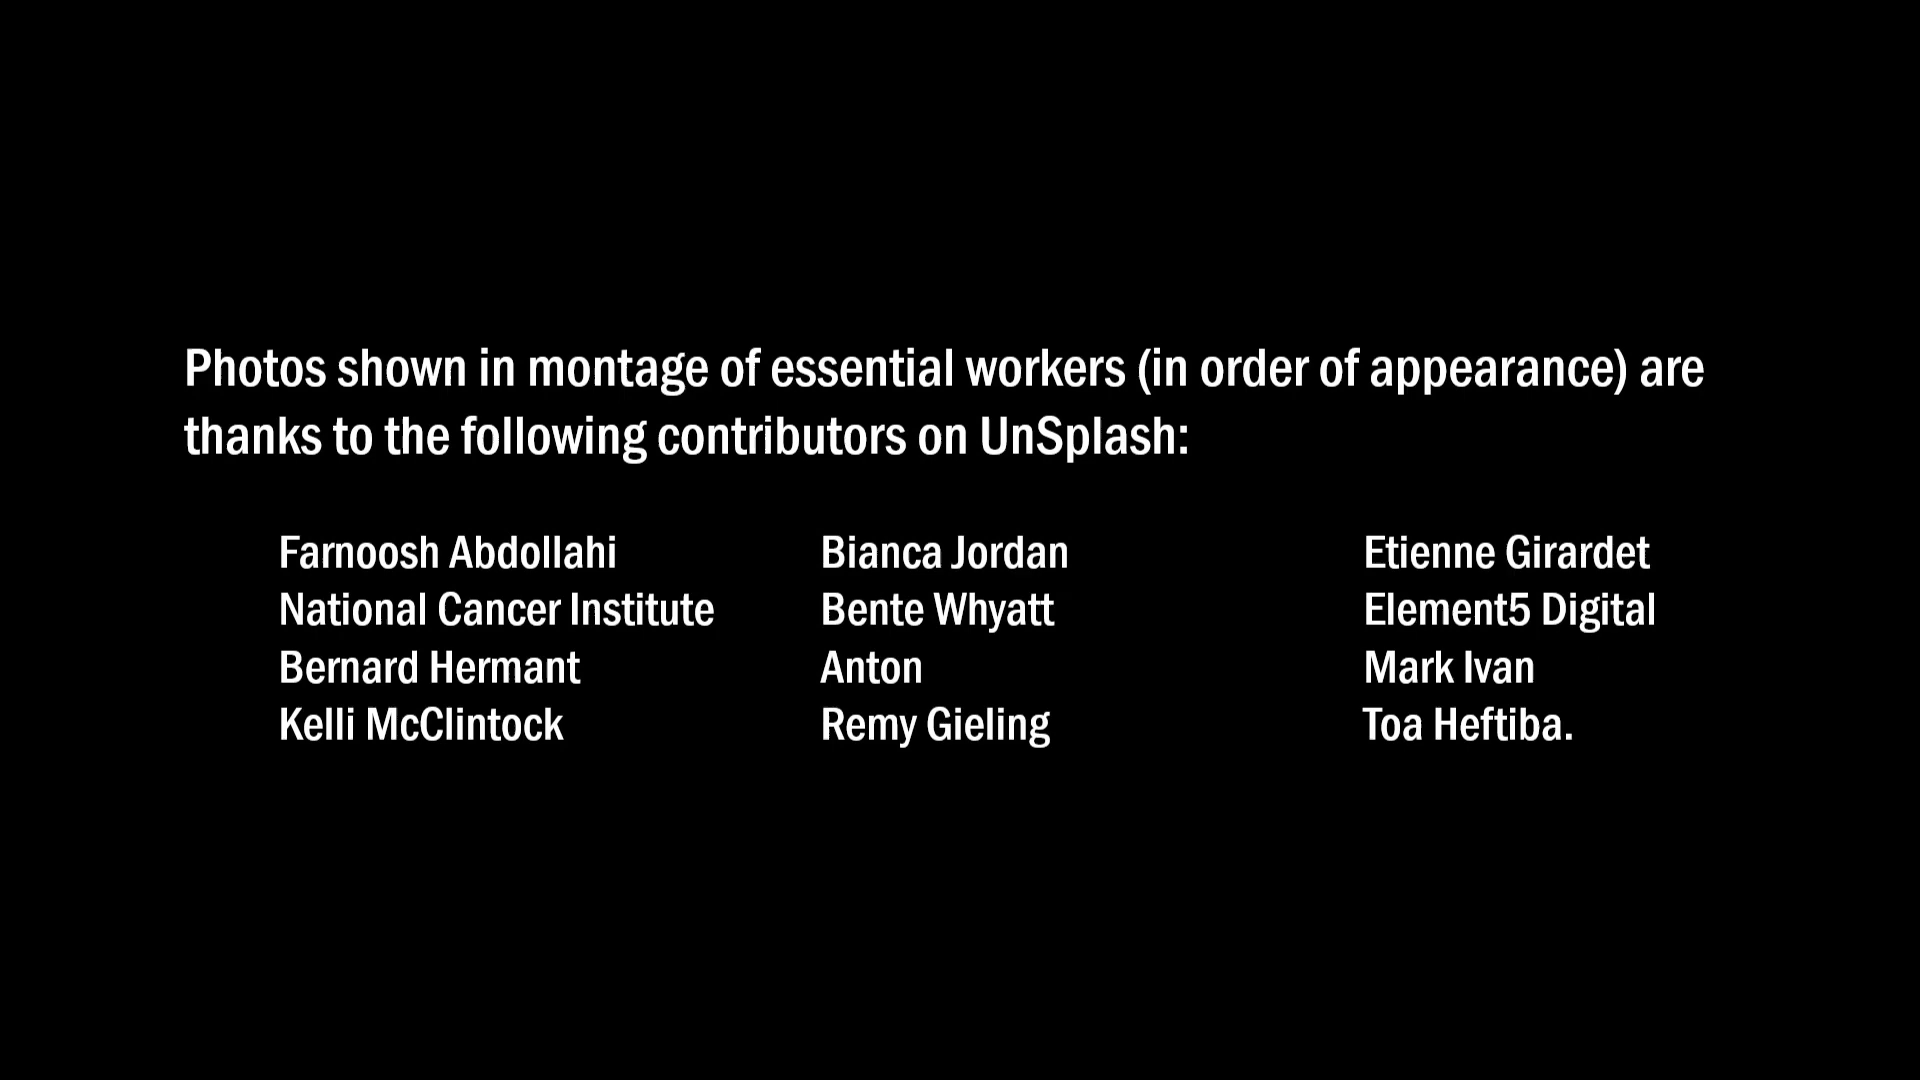 Photos shown in montage of essential workers (in order of appearance) are
thanks to the following contributors on UnSplash:
Farnoosh Abdollahi
National Cancer Institute
Bernard Hermant
Kelli McClintock
Bianca Jordan
Bente Whyatt
Anton
Remy Gieling
Etienne Girardet
Element5 Digital
Mark Ivan
Toa Heftiba.